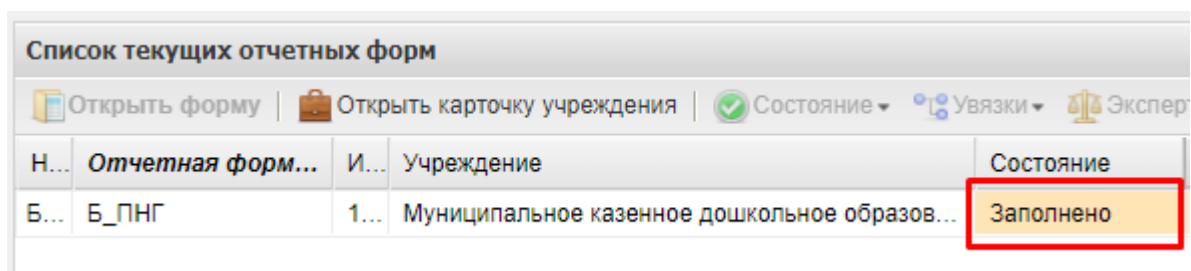 Список текущих отчетных форм
Открыть форму Открыть карточку учреждения Состояние Увязки Эксперт
Н... Отчетная форм... И... Учреждение Состояние
Б... Б_ПНГ 1... Муниципальное казенное дошкольное образов... Заполнено